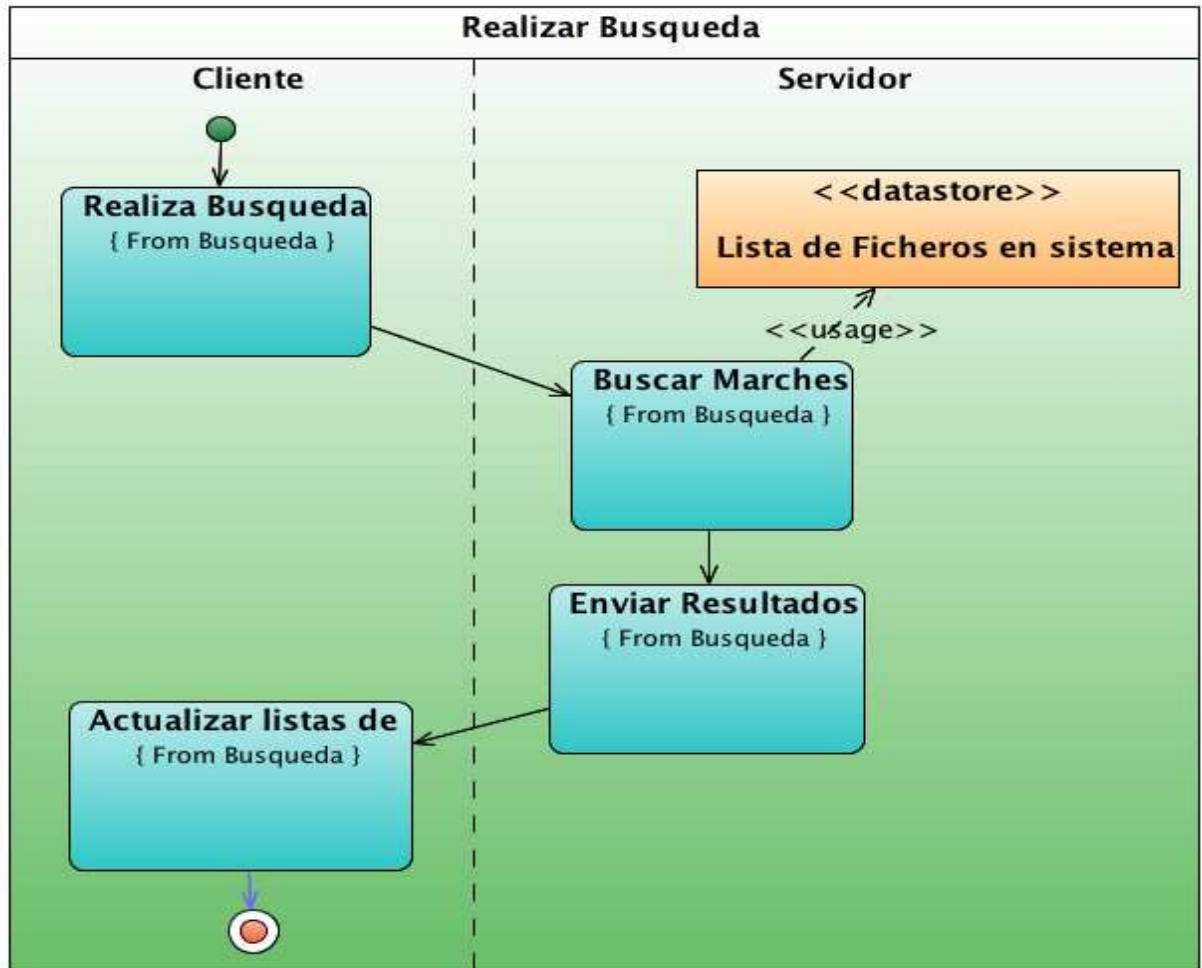 Realizar Busqueda
Cliente
Servidor
Realiza Busqueda
{ From Busqueda }
<<datastore>>
Lista de Ficheros en sistema
<<usage>>
Buscar Marches
{ From Busqueda }
Enviar Resultados
{ From Busqueda }
Actualizar listas de
{ From Busqueda }